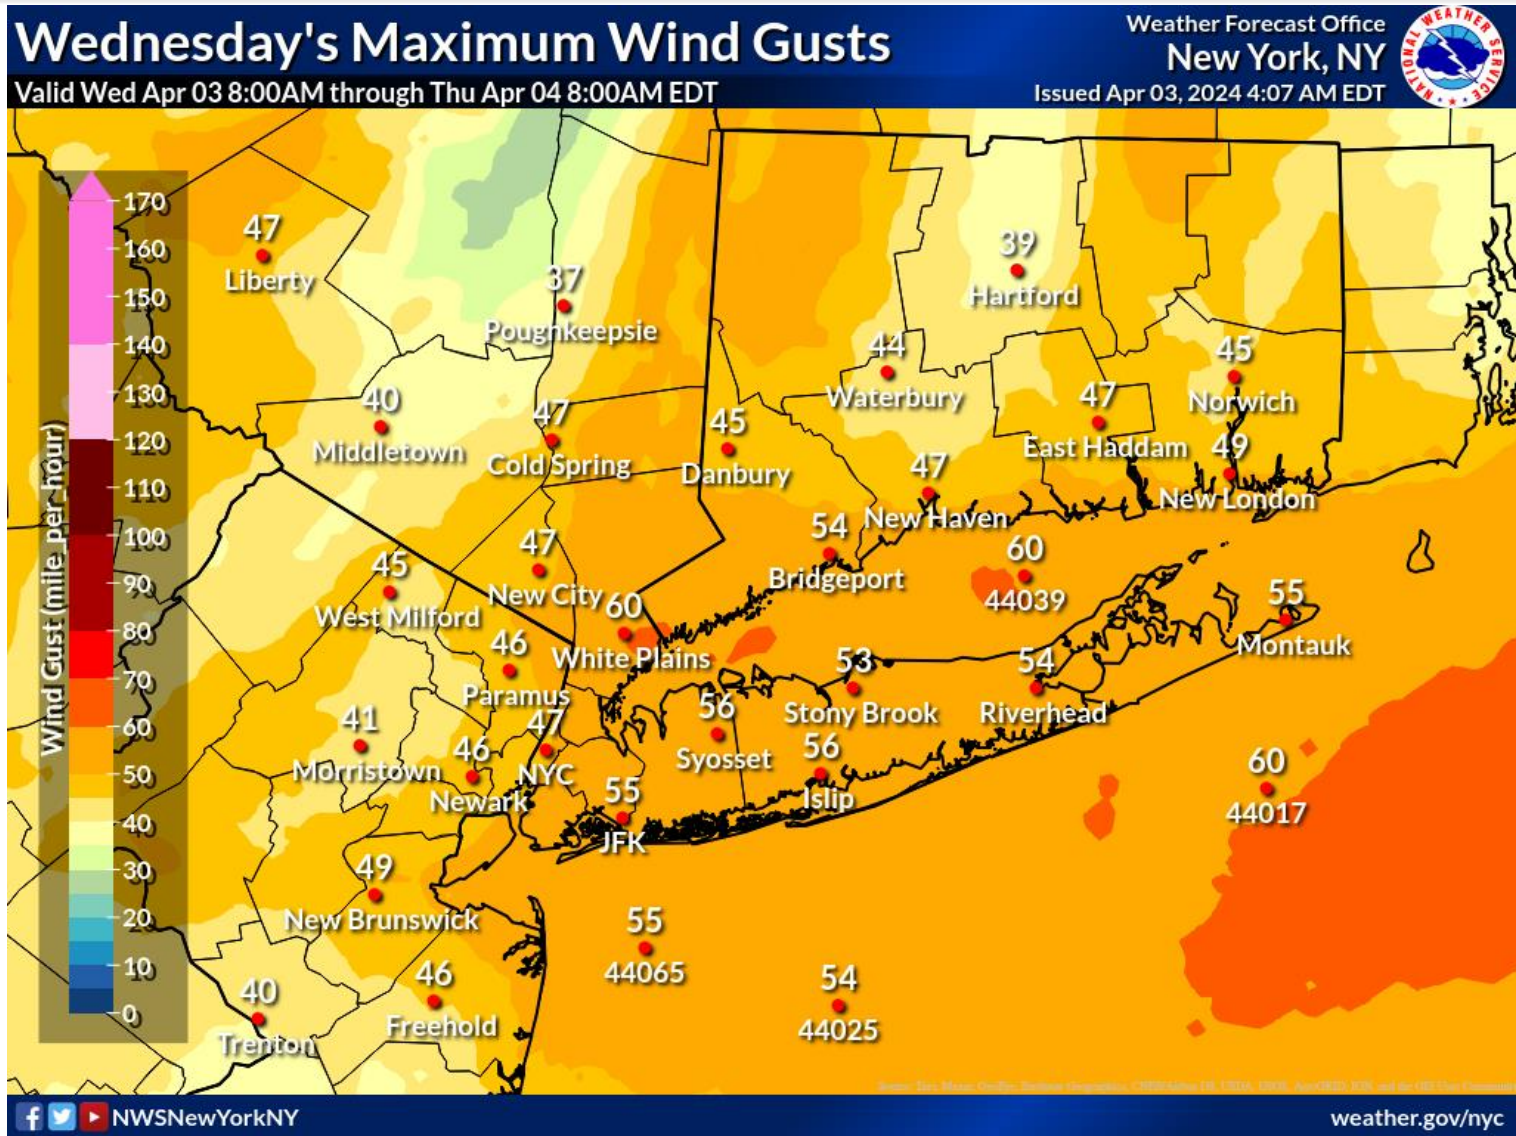 Wednesday's Maximum Wind Gusts
Valid Wed Apr 03 8:00AM through Thu Apr 04 8:00AM EDT
Weather Forecast Office
New York, NY
Issued Apr 03, 2024 4:07 AM EDT
NATIONAL WEATHER SERVICE
Wind Gust (mile_per_hour)
170
160
150
140
130
120
110
100
90
80
70
60
50
40
30
20
10
0
47
Liberty
37
Poughkeepsie
39
Hartford
44
Waterbury
45
Norwich
40
Middletown
47
Cold Spring
45
Danbury
47
East Haddam
47
New Haven
49
New London
54
Bridgeport
60
44039
45
West Milford
47
New City
60
White Plains
55
Montauk
46
Paramus
53
Stony Brook
54
Riverhead
41
Morristown
46
Newark
47
NYC
56
Syosset
56
Islip
55
JFK
60
44017
49
New Brunswick
55
44065
54
44025
46
Freehold
40
Trenton
NWSNewYorkNY
weather.gov/nyc